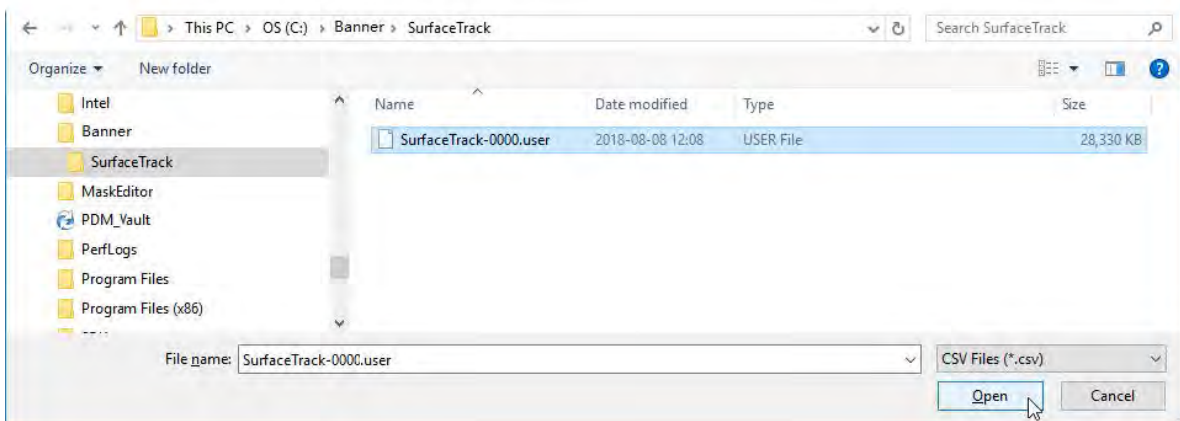 This PC > OS (C:) > Banner > SurfaceTrack Search SurfaceTrack
Organize New folder
Name Date modified Type Size
Intel
Banner
SurfaceTrack
MaskEditor
PDM_Vault
PerfLogs
Program Files
Program Files (x86)
SurfaceTrack-0000.user 2018-08-08 12:08 USER File 28,330 KB
File name: SurfaceTrack-0000.user CSV Files (*.csv)
Open Cancel